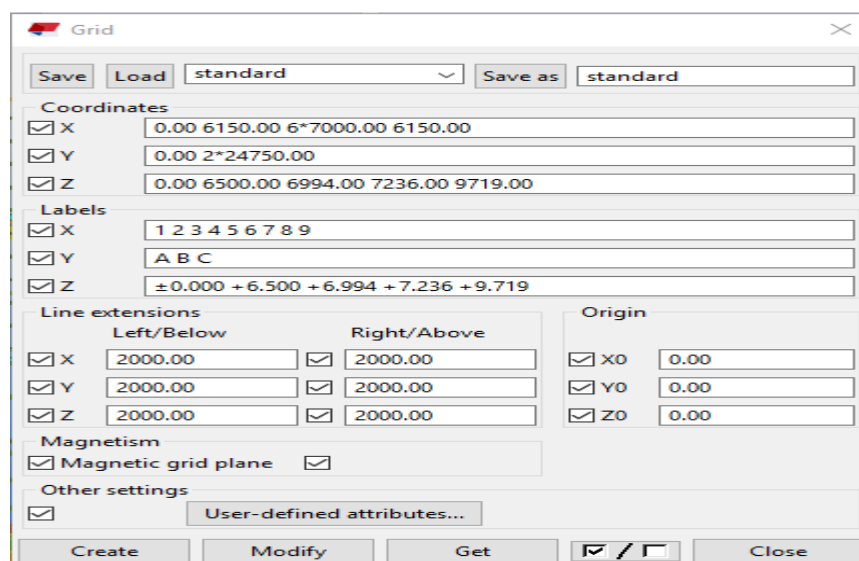 Grid
Save Load standard Save as standard
Coordinates
X 0.00 6150.00 6*7000.00 6150.00
Y 0.00 2*24750.00
Z 0.00 6500.00 6994.00 7236.00 9719.00
Labels
X 1 2 3 4 5 6 7 8 9
Y A B C
Z ±0.000 +6.500 +6.994 +7.236 +9.719
Line extensions Origin
Left/Below Right/Above
X 2000.00 2000.00 X0 0.00
Y 2000.00 2000.00 Y0 0.00
Z 2000.00 2000.00 Z0 0.00
Magnetism
Magnetic grid plane
Other settings
User-defined attributes...
Create Modify Get / Close